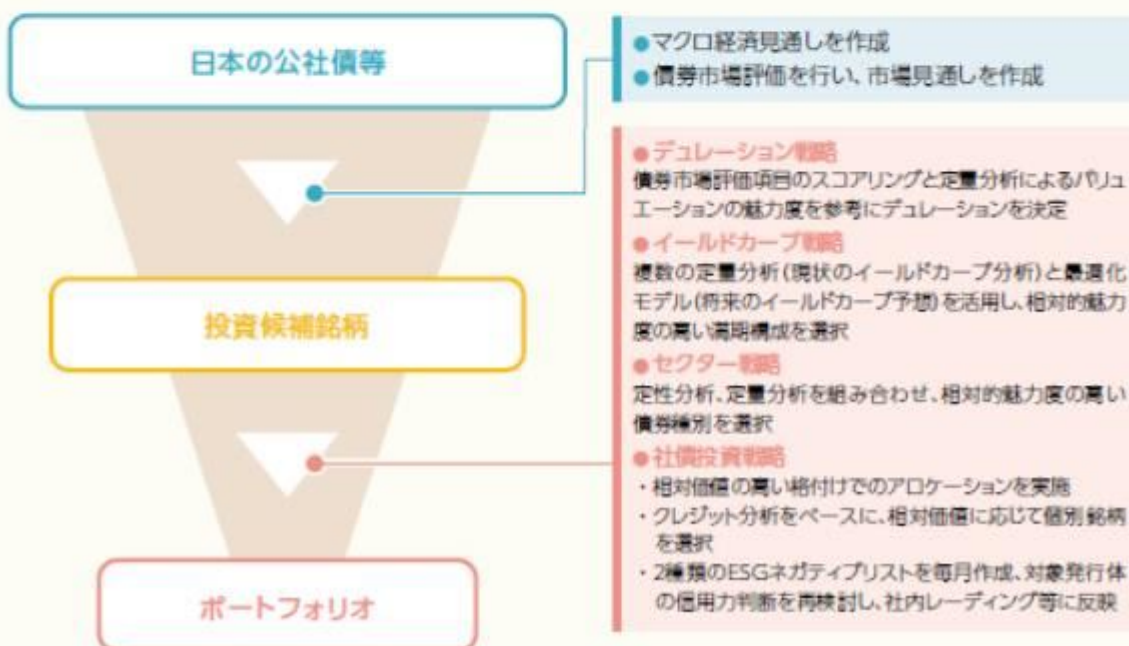 日本の公社債等
●マクロ経済見通しを作成
●債券市場評価を行い、市場見通しを作成
●デュレーション戦略
債券市場評価項目のスコアリングと定量分析によるバリュ
エーションの魅力度を参考にデュレーションを決定
●イールドカーブ戦略
複数の定量分析(現状のイールドカーブ分析)と最適化
モデル(将来のイールドカーブ予想)を活用し、相対的魅力
度の高い満期構成を選択
投資候補銘柄
●セクター戦略
定性分析、定量分析を組み合わせ、相対的魅力度の高い
債券種別を選択
●社債投資戦略
・相対価値の高い格付けでのアロケーションを実施
・クレジット分析をベースに、相対価値に応じて個別銘柄
を選択
・2種類のESGネガティブリストを毎月作成、対象発行体
の信用力判断を再検討し、社内レーティング等に反映
ポートフォリオ